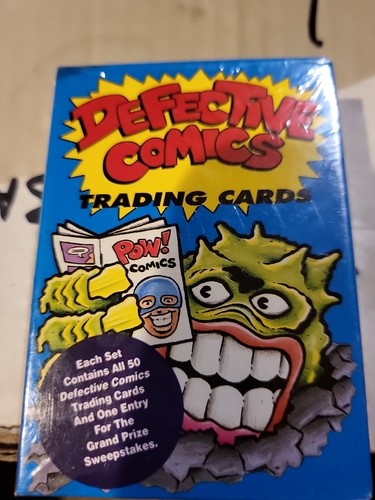 DEFECTIVE
COMICS
TRADING CARDS
POW!
COMICS
?
Each Set
Contains All 50
Defective Comics
Trading Cards
And One Entry
For The
Grand Prize
Sweepstakes.